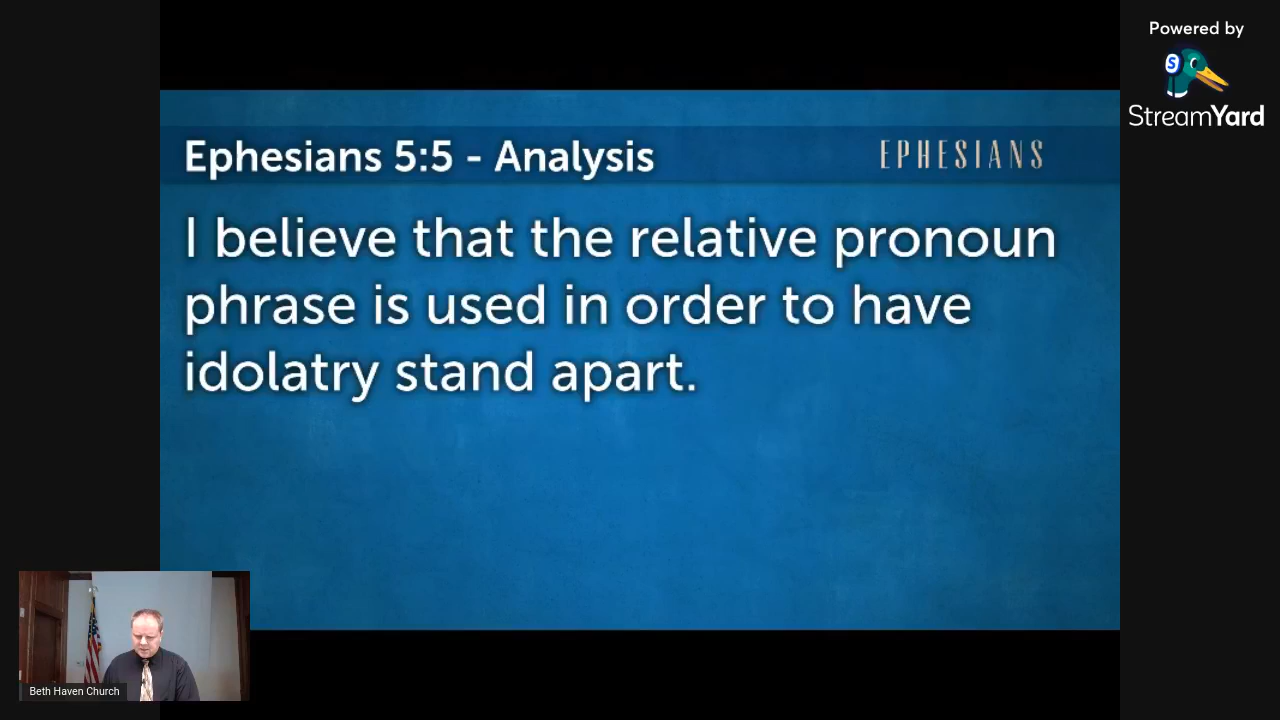 Powered by
S
StreamYard
Ephesians 5:5 - Analysis
EPHESIANS
I believe that the relative pronoun
phrase is used in order to have
idolatry stand apart.
Beth Haven Church